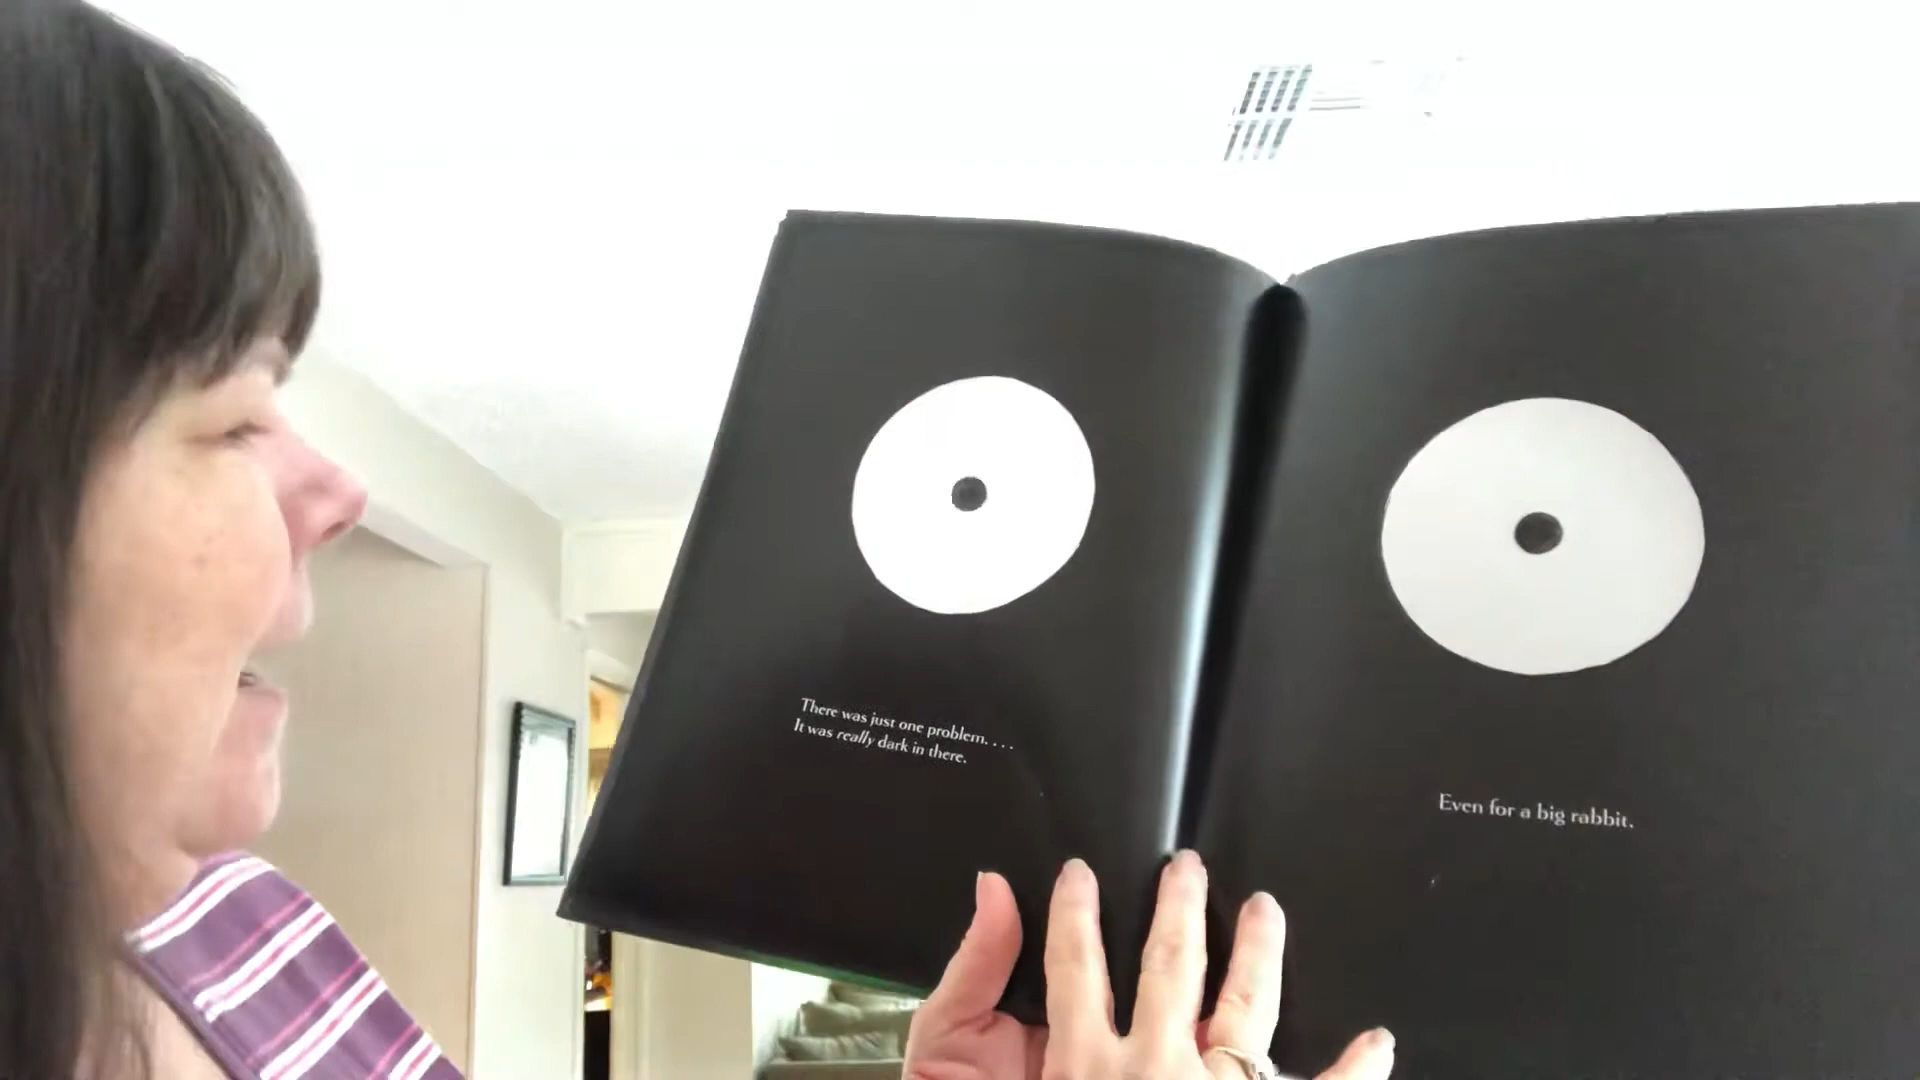 There was just one problem. . . .
It was really dark in there.
Even for a big rabbit.